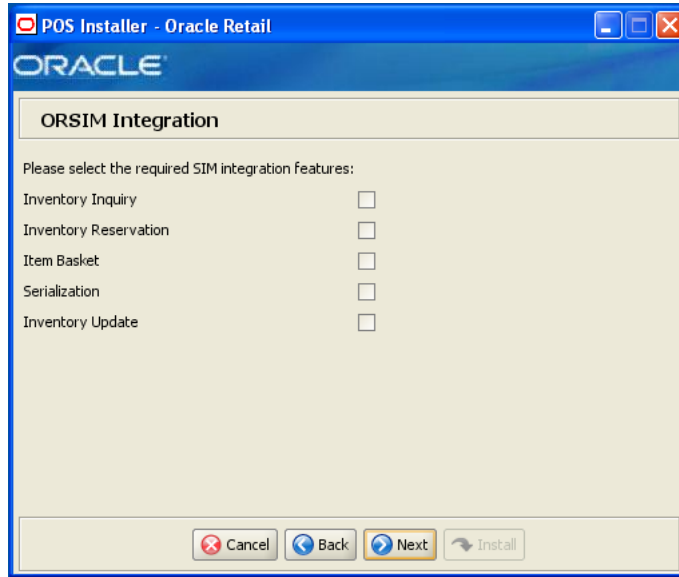 POS Installer - Oracle Retail
ORACLE
ORSIM Integration
Please select the required SIM integration features:
Inventory Inquiry
Inventory Reservation
Item Basket
Serialization
Inventory Update
Cancel Back Next Install